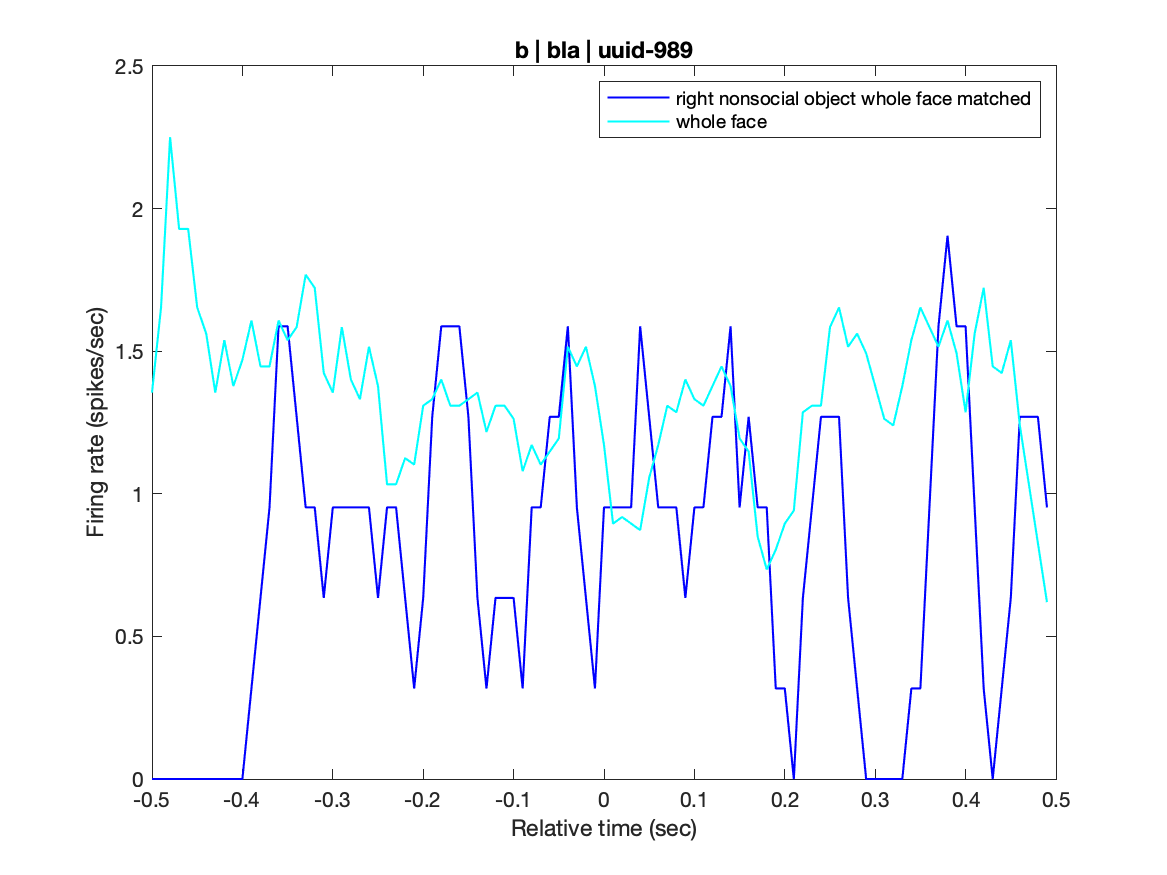 b | bla | uuid-989
2.5
2
1.5
1
0.5
0
Firing rate (spikes/sec)
right nonsocial object whole face matched
whole face
-0.5 -0.4 -0.3 -0.2 -0.1 0 0.1 0.2 0.3 0.4 0.5
Relative time (sec)